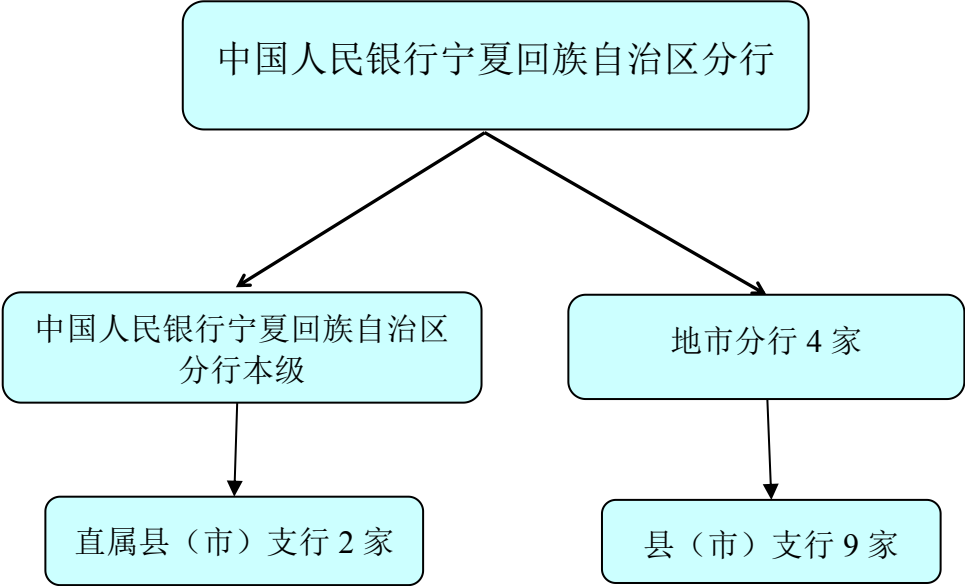 中国人民银行宁夏回族自治区分行
中国人民银行宁夏回族自治区
分行本级
地市分行 4 家
直属县（市）支行 2 家
县（市）支行 9 家